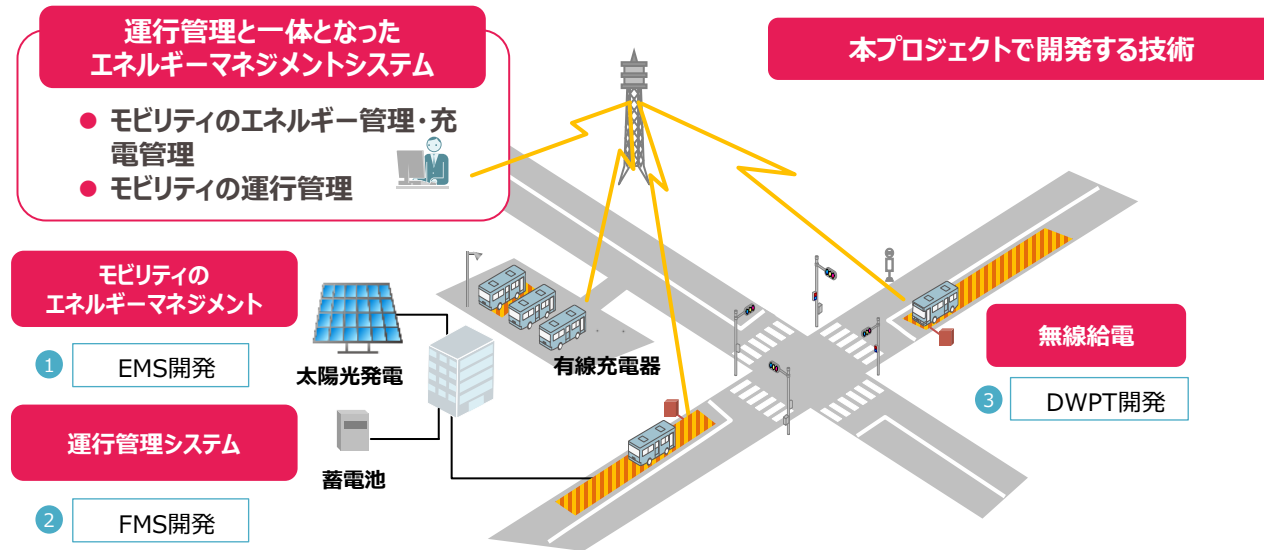 運行管理と一体となった
エネルギーマネジメントシステム
● モビリティのエネルギー管理・充
電管理
● モビリティの運行管理
本プロジェクトで開発する技術
モビリティの
エネルギーマネジメント
1 EMS開発
運行管理システム
2 FMS開発
太陽光発電
蓄電池
有線充電器
無線給電
3 DWPT開発